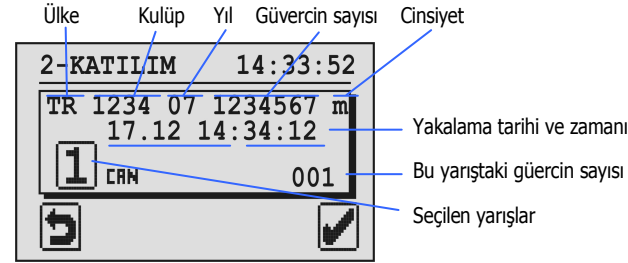 Ülke Kulüp Yıl Güvercin sayısı Cinsiyet
2-KATILIM 14:33:52
TR 1234 07 1234567 m
17.12 14:34:12
Yakalama tarihi ve zamanı
1 CAN 001
Bu yarıştaki güercin sayısı
Seçilen yarışlar